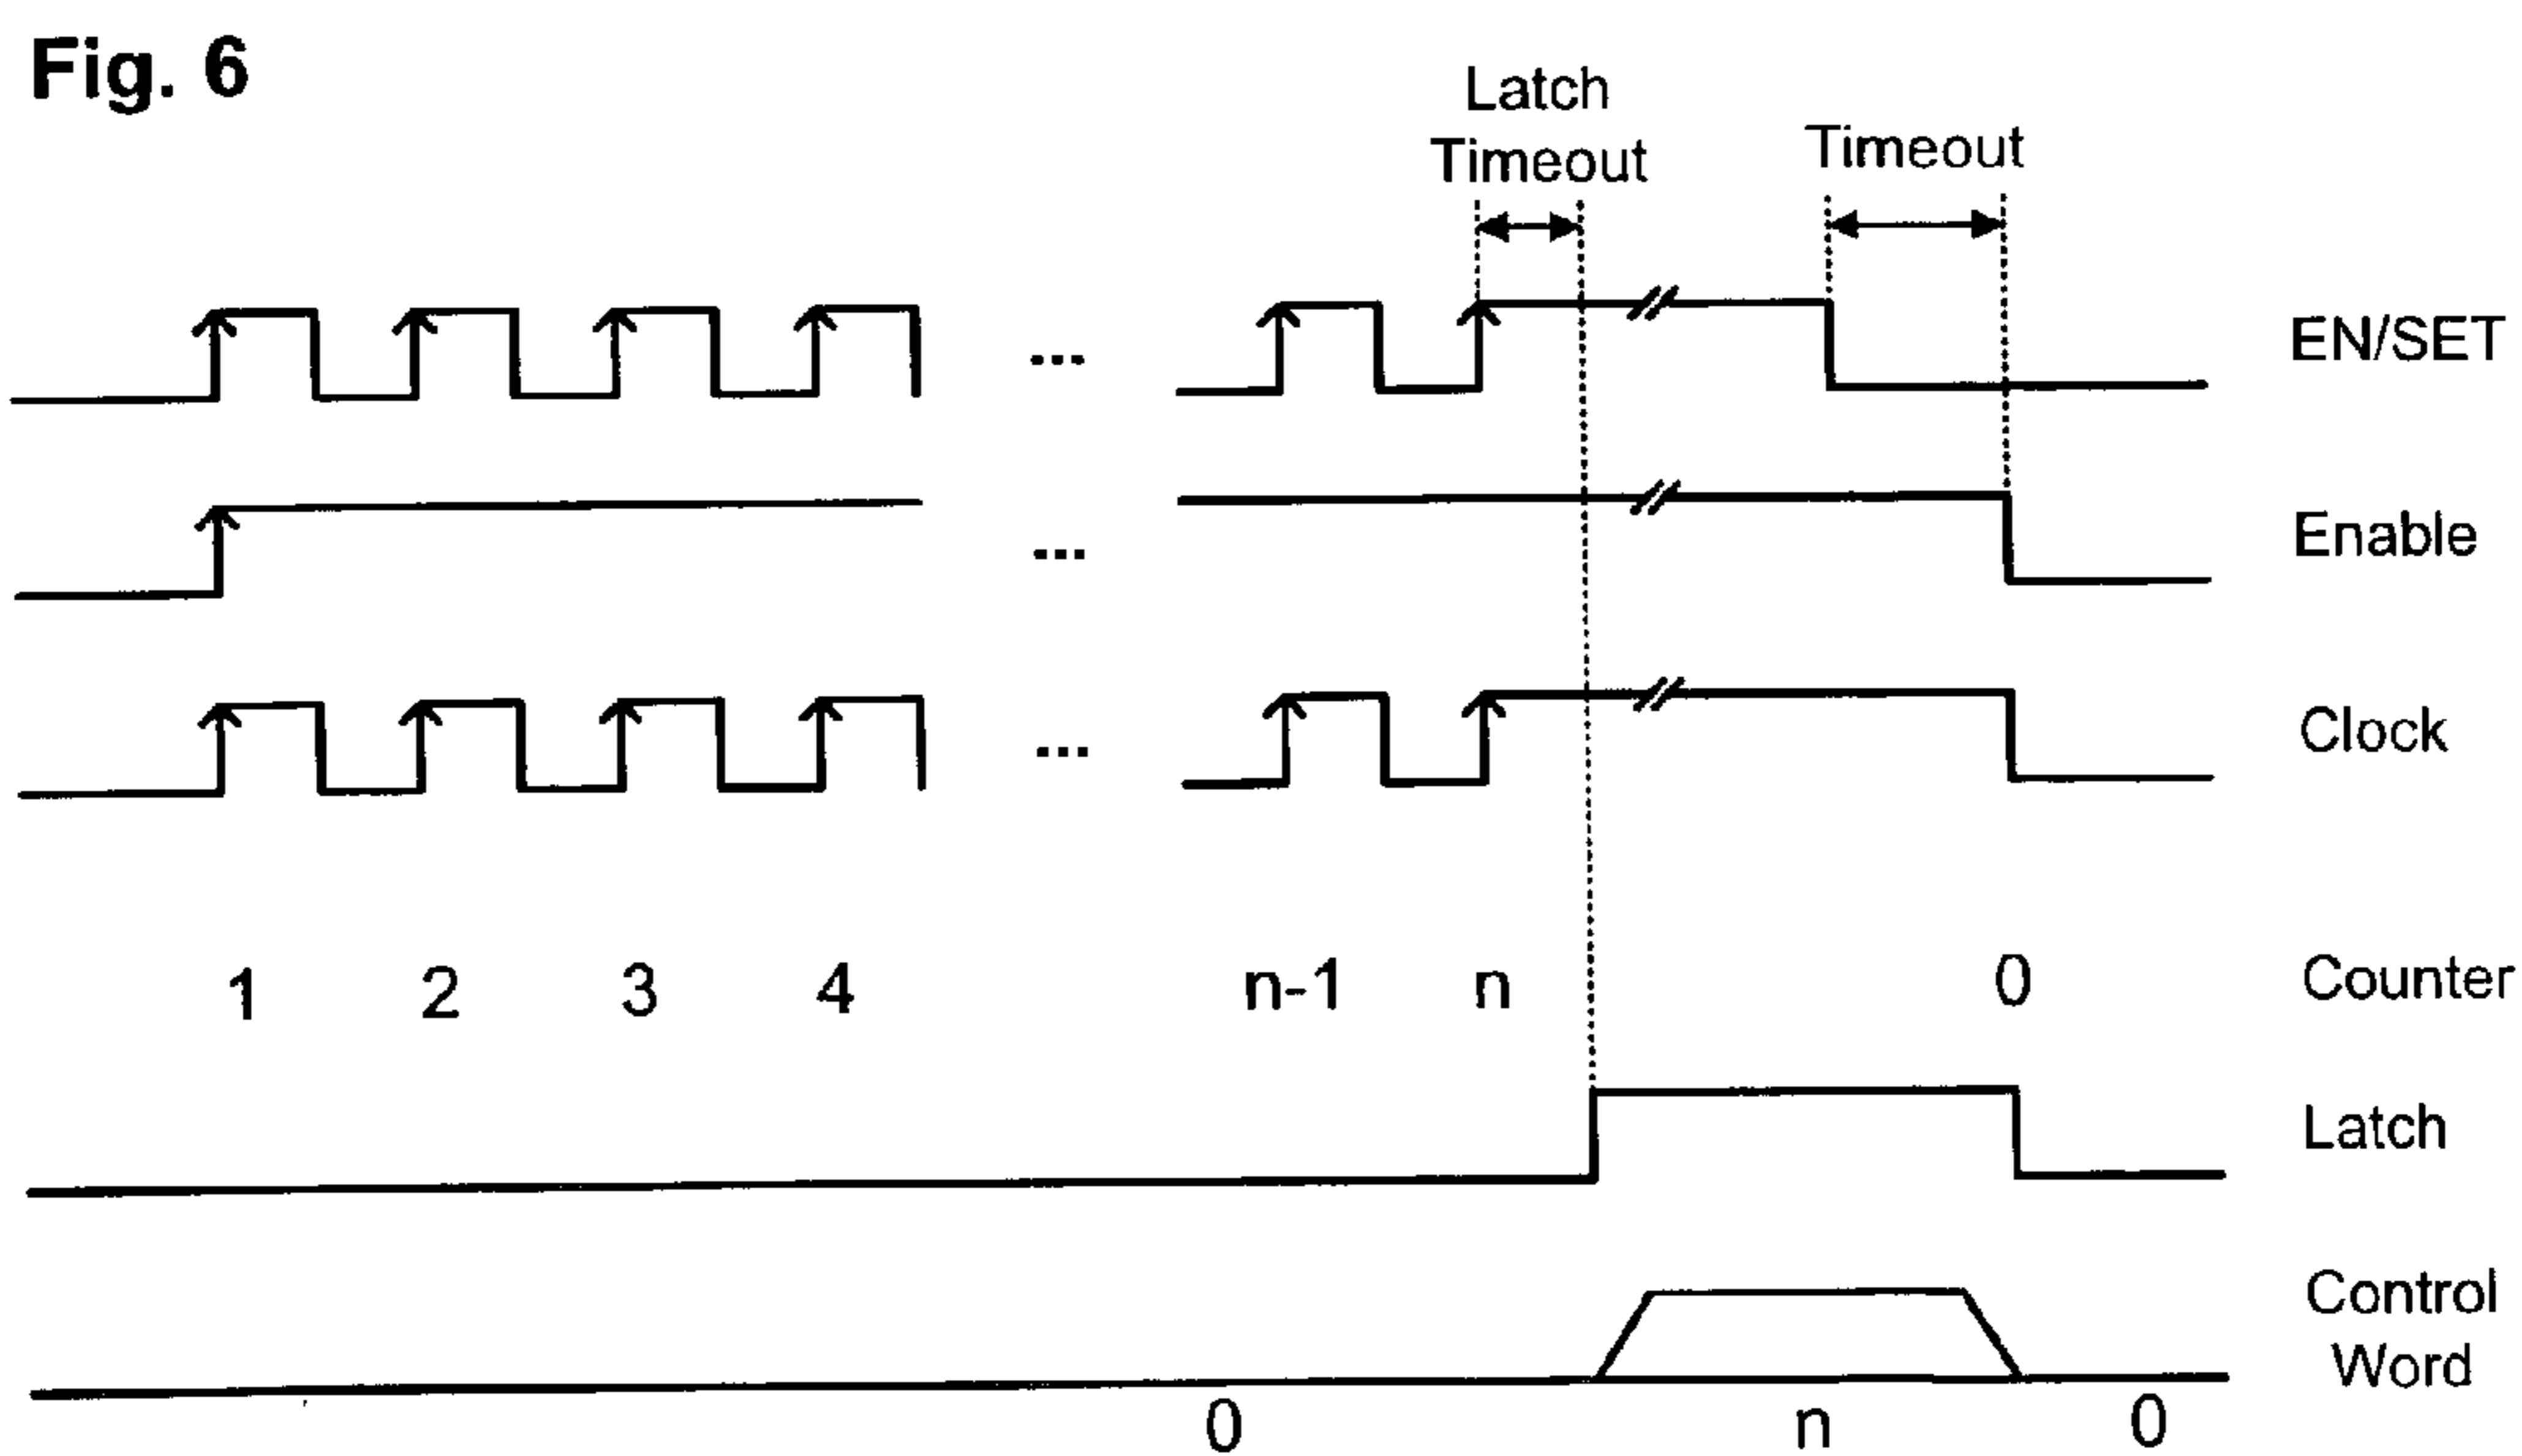 Fig. 6
Latch
Timeout
Timeout
EN/SET
...
Enable
...
Clock
...
1 2 3 4 n-1 n 0 Counter
Latch
Control
Word
0 n 0